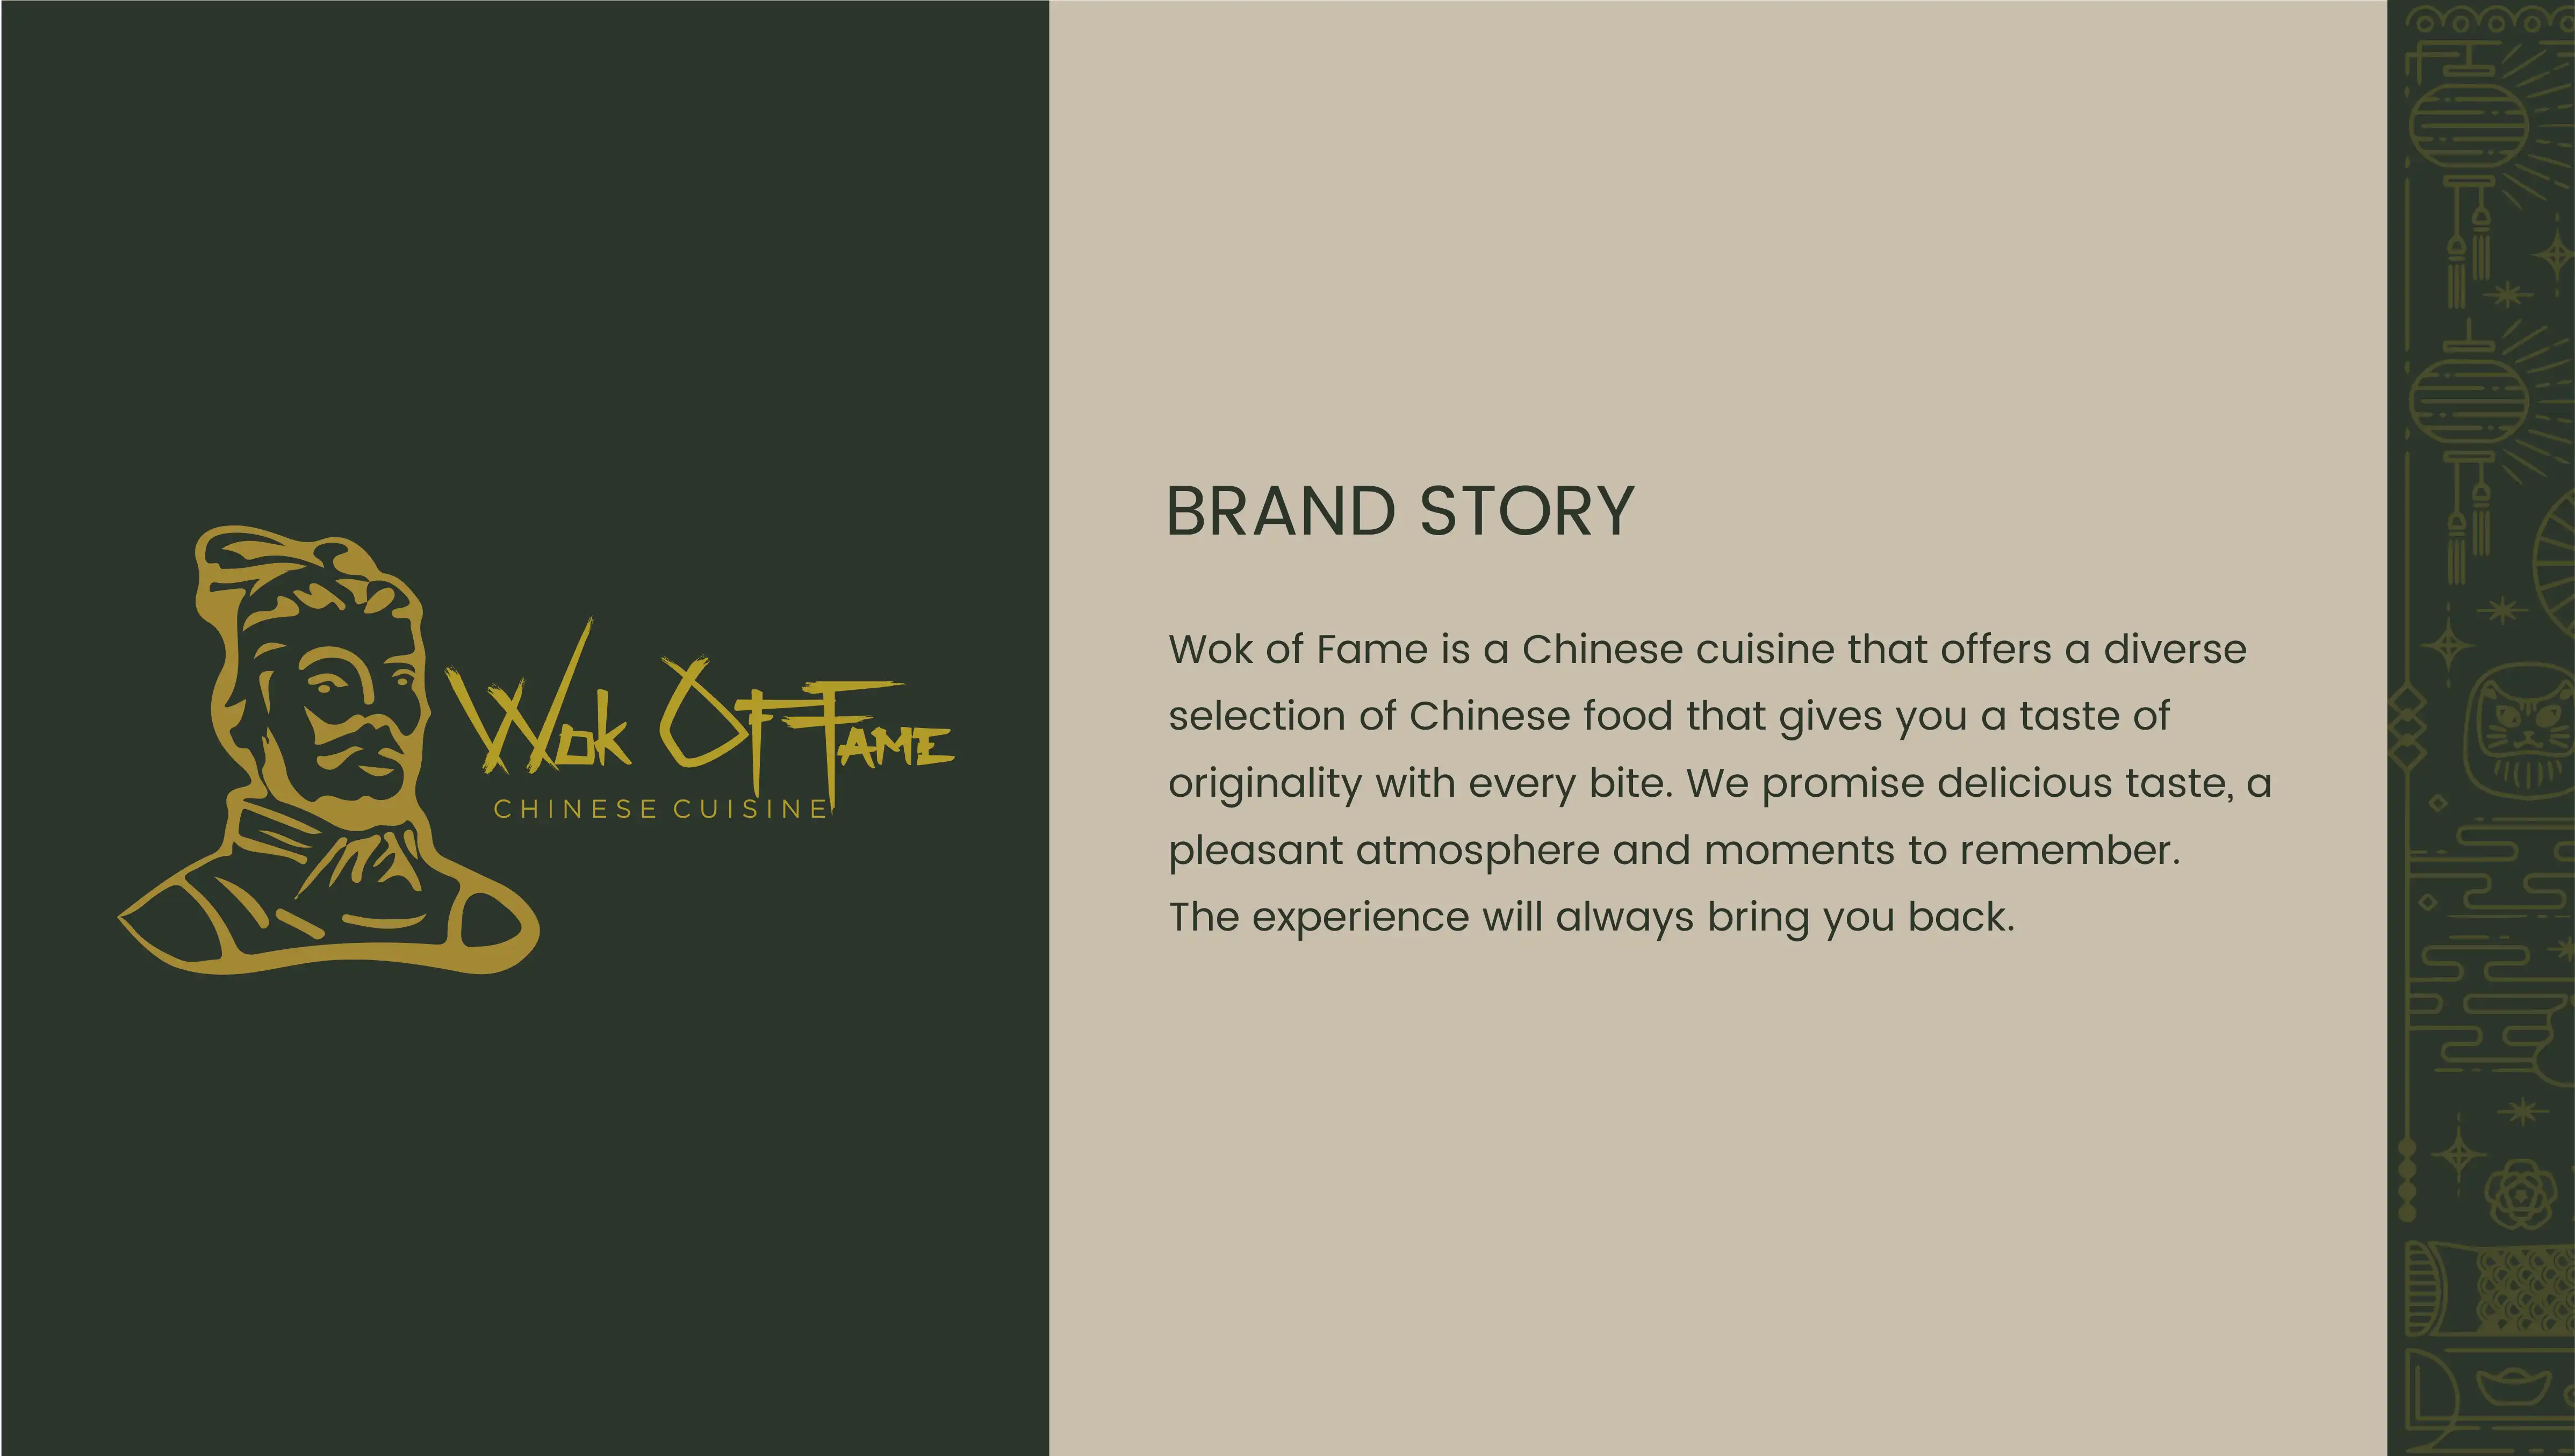 Wok Of Fame
CHINESE CUISINE
BRAND STORY
Wok of Fame is a Chinese cuisine that offers a diverse
selection of Chinese food that gives you a taste of
originality with every bite. We promise delicious taste, a
pleasant atmosphere and moments to remember.
The experience will always bring you back.